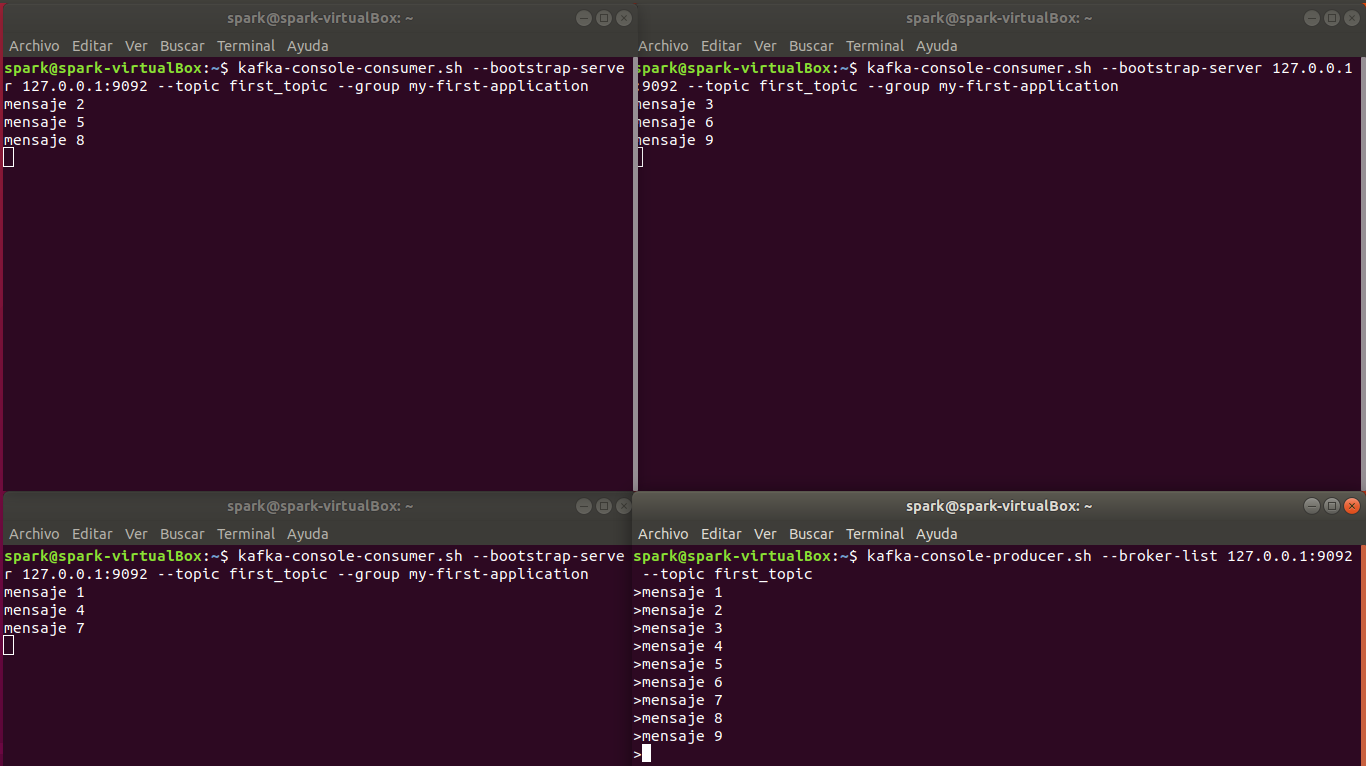 spark@spark-virtualBox: ~
Archivo Editar Ver Buscar Terminal Ayuda
spark@spark-virtualBox:~$ kafka-console-consumer.sh --bootstrap-serve
r 127.0.0.1:9092 --topic first_topic --group my-first-application
mensaje 2
mensaje 5
mensaje 8
spark@spark-virtualBox: ~
Archivo Editar Ver Buscar Terminal Ayuda
spark@spark-virtualBox:~$ kafka-console-consumer.sh --bootstrap-server 127.0.0.1
:9092 --topic first_topic --group my-first-application
mensaje 3
mensaje 6
mensaje 9
spark@spark-virtualBox: ~
Archivo Editar Ver Buscar Terminal Ayuda
spark@spark-virtualBox:~$ kafka-console-consumer.sh --bootstrap-serve
r 127.0.0.1:9092 --topic first_topic --group my-first-application
mensaje 1
mensaje 4
mensaje 7
spark@spark-virtualBox: ~
Archivo Editar Ver Buscar Terminal Ayuda
spark@spark-virtualBox:~$ kafka-console-producer.sh --broker-list 127.0.0.1:9092
--topic first_topic
>mensaje 1
>mensaje 2
>mensaje 3
>mensaje 4
>mensaje 5
>mensaje 6
>mensaje 7
>mensaje 8
>mensaje 9
>